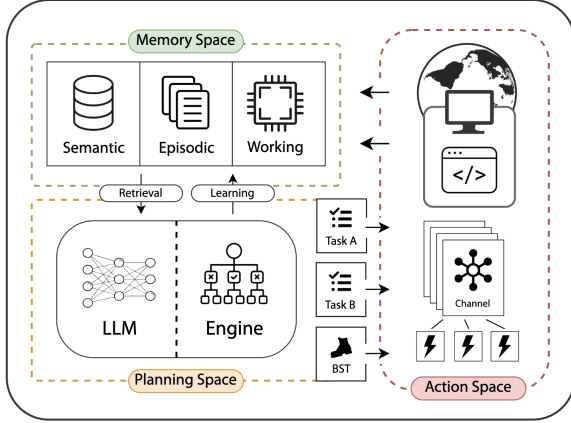 Memory Space
Semantic
Episodic
Working
Retrieval
Learning
</>
Task A
Task B
Channel
LLM
Engine
BST
Planning Space
Action Space